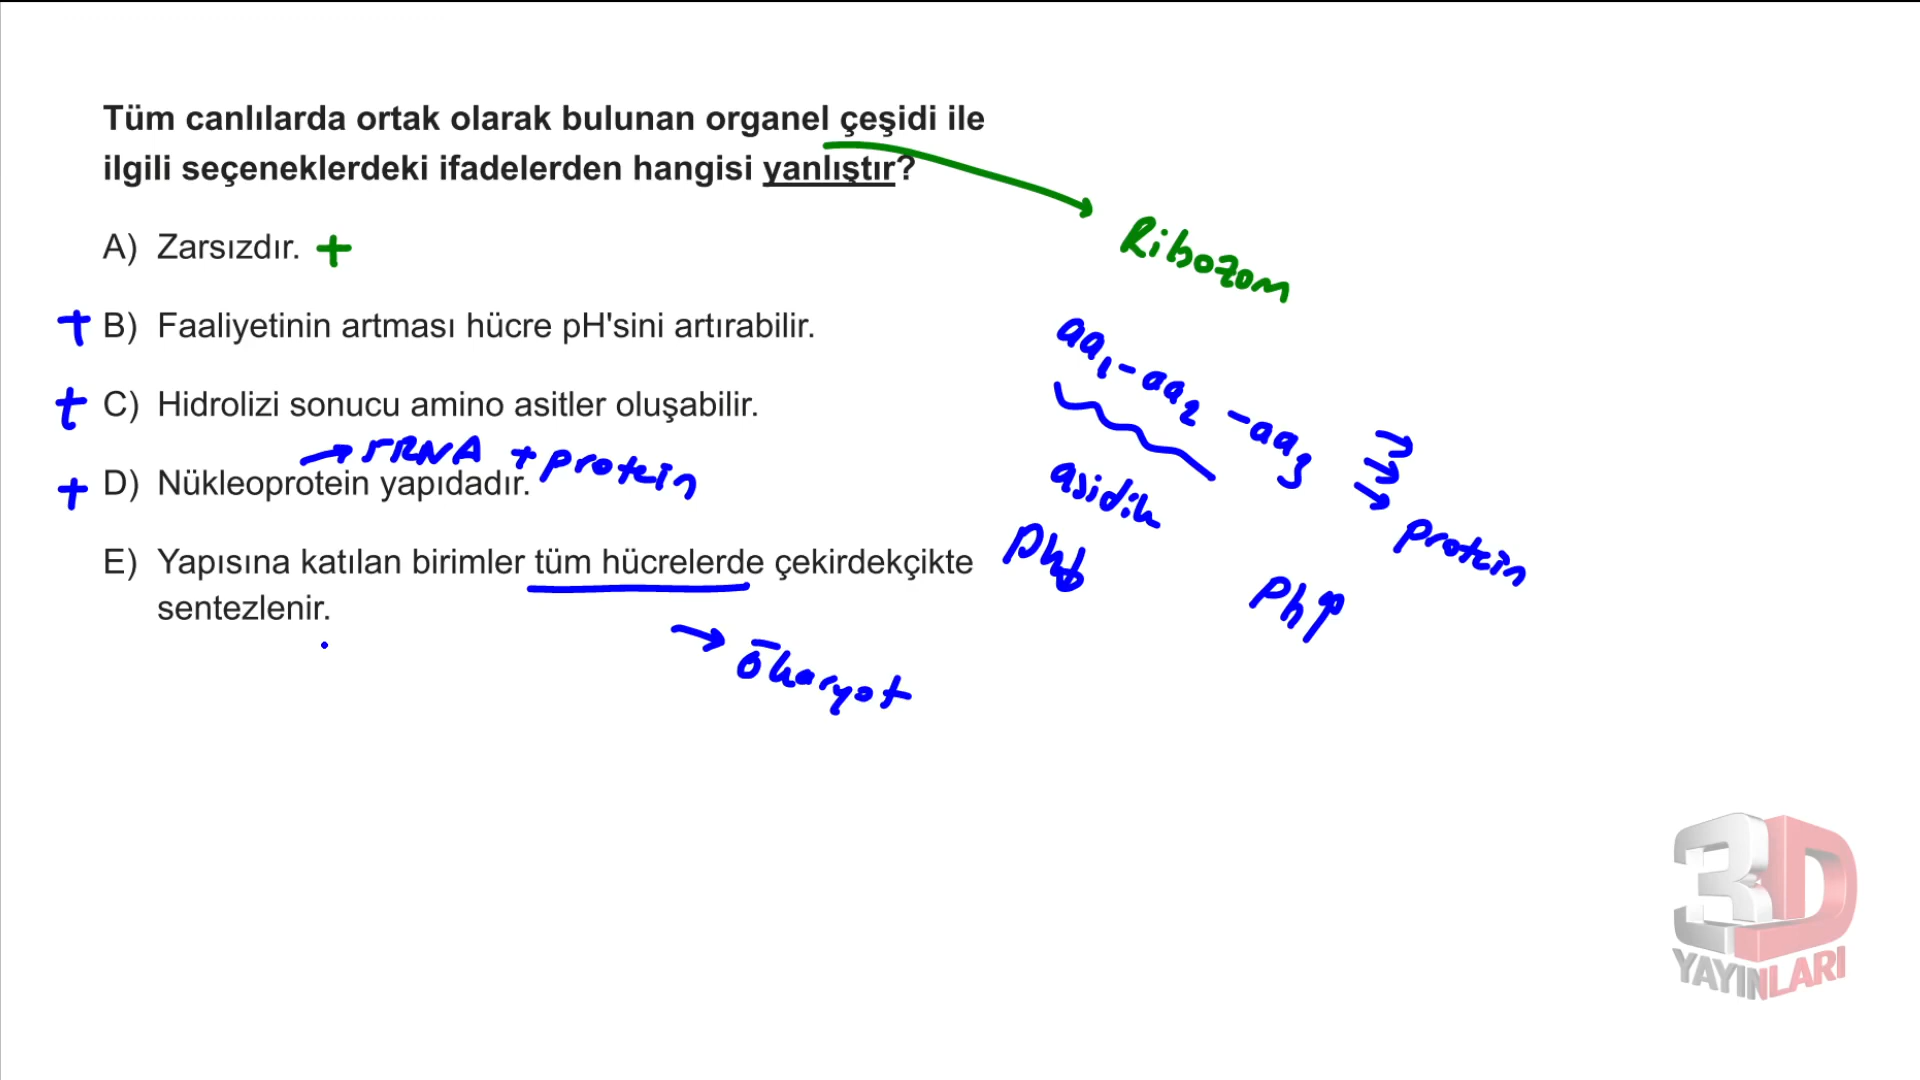 Tüm canlılarda ortak olarak bulunan organel çeşidi ile
ilgili seçeneklerdeki ifadelerden hangisi yanlıştır?
Ribozom
A) Zarsızdır. +
+ B) Faaliyetinin artması hücre pH'sini artırabilir.
aa1 - aa2 - aa3
+ C) Hidrolizi sonucu amino asitler oluşabilir.
→ rRNA + protein
+ D) Nükleoprotein yapıdadır.
asidik
protein
E) Yapısına katılan birimler tüm hücrelerde çekirdekçikte
sentezlenir.
Ph↓
Ph↑
→ ökaryot
3D
YAYINLARI